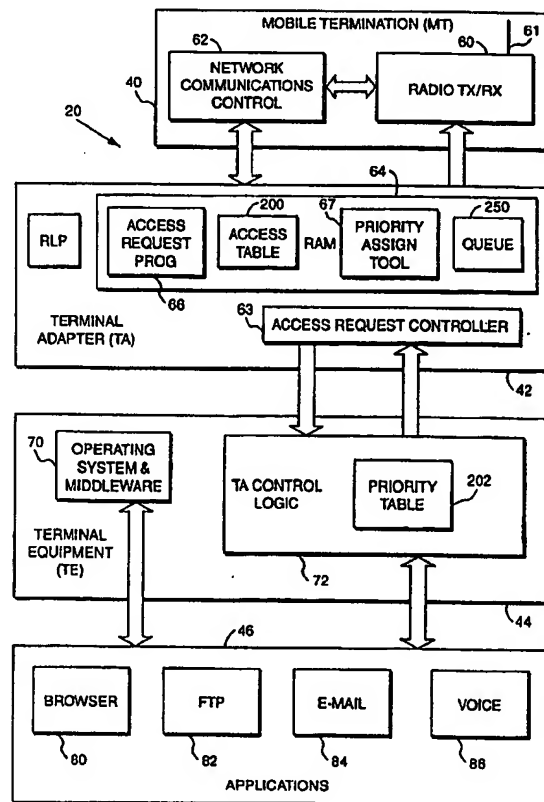 MOBILE TERMINATION (MT)
61
62
60
NETWORK
COMMUNICATIONS
CONTROL
RADIO TX/RX
40
20
64
200
67
250
RLP
ACCESS
REQUEST
PROG
ACCESS
TABLE
RAM
PRIORITY
ASSIGN
TOOL
QUEUE
66
63
ACCESS REQUEST CONTROLLER
TERMINAL
ADAPTER (TA)
42
70
OPERATING
SYSTEM &
MIDDLEWARE
TA CONTROL
LOGIC
PRIORITY
TABLE
202
TERMINAL
EQUIPMENT
(TE)
72
44
46
BROWSER
FTP
E-MAIL
VOICE
80
82
84
86
APPLICATIONS